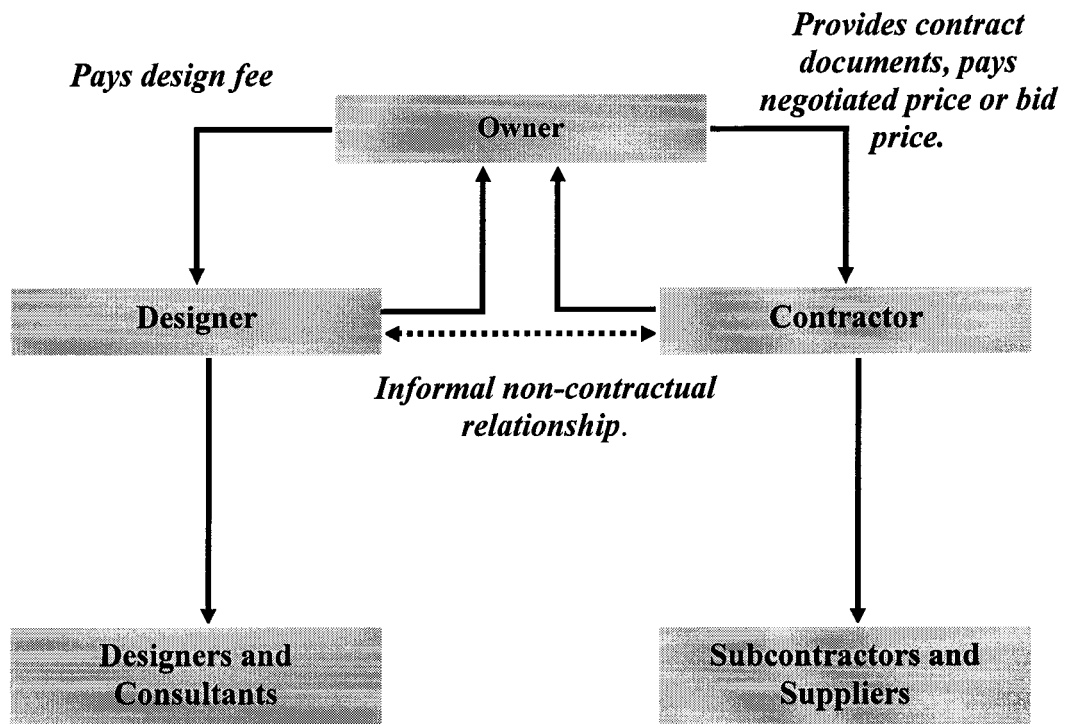 Pays design fee
Provides contract
documents, pays
negotiated price or bid
price.
Owner
Designer
Contractor
Informal non-contractual
relationship.
Designers and
Consultants
Subcontractors and
Suppliers